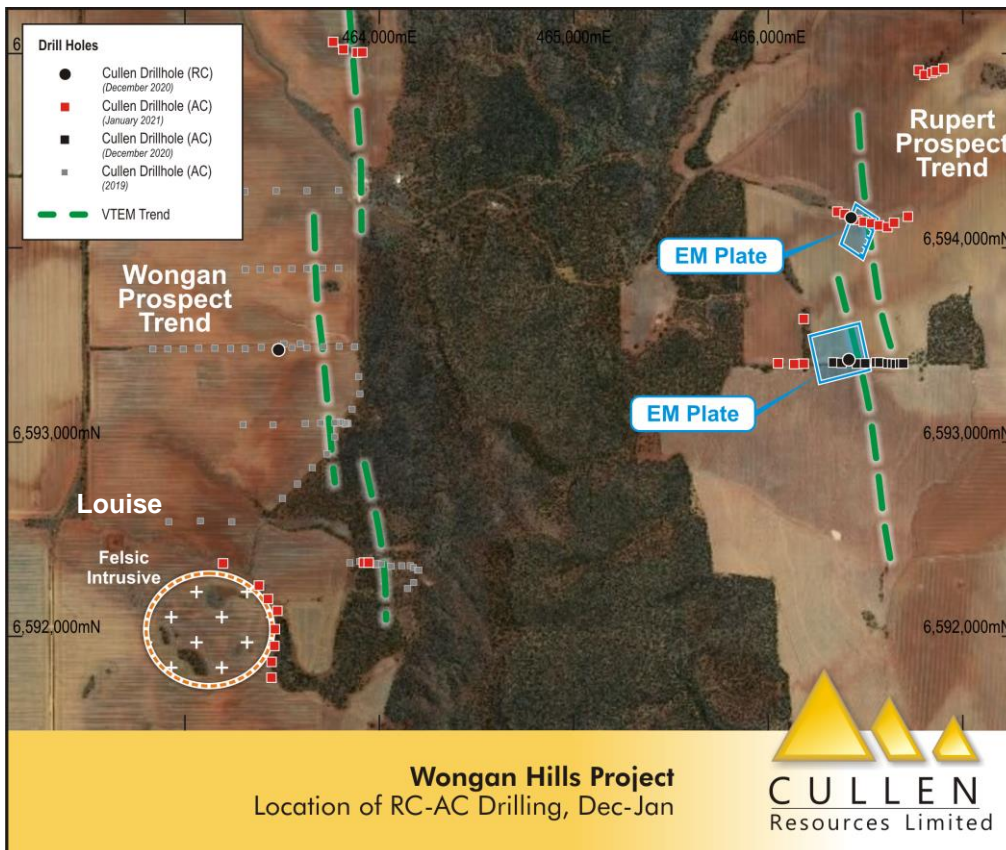 Drill Holes
Cullen Drillhole (RC)
(December 2020)
Cullen Drillhole (AC)
(January 2021)
Cullen Drillhole (AC)
(December 2020)
Cullen Drillhole (AC)
(2019)
VTEM Trend
464,000mE
465,000mE
466,000mE
Rupert
Prospect
Trend
6,594,000mN
EM Plate
Wongan
Prospect
Trend
EM Plate
6,593,000mN
6,593,000mN
Louise
Felsic
Intrusive
6,592,000mN
6,592,000mN
Wongan Hills Project
Location of RC-AC Drilling, Dec-Jan
CULLEN
Resources Limited